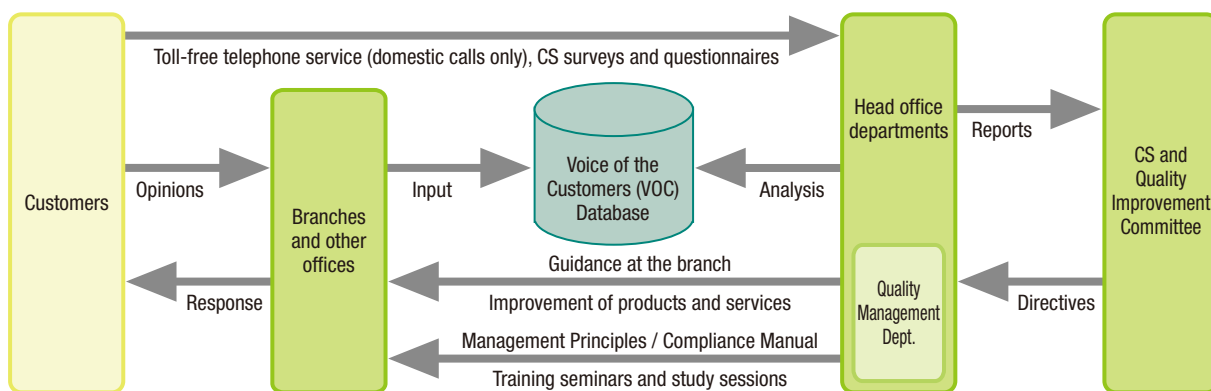 Toll-free telephone service (domestic calls only), CS surveys and questionnaires
Customers
Opinions
Response
Branches
and other
offices
Input
Voice of the
Customers (VOC)
Database
Analysis
Guidance at the branch
Improvement of products and services
Management Principles / Compliance Manual
Training seminars and study sessions
Head office
departments
Quality
Management
Dept.
Reports
Directives
CS and
Quality
Improvement
Committee